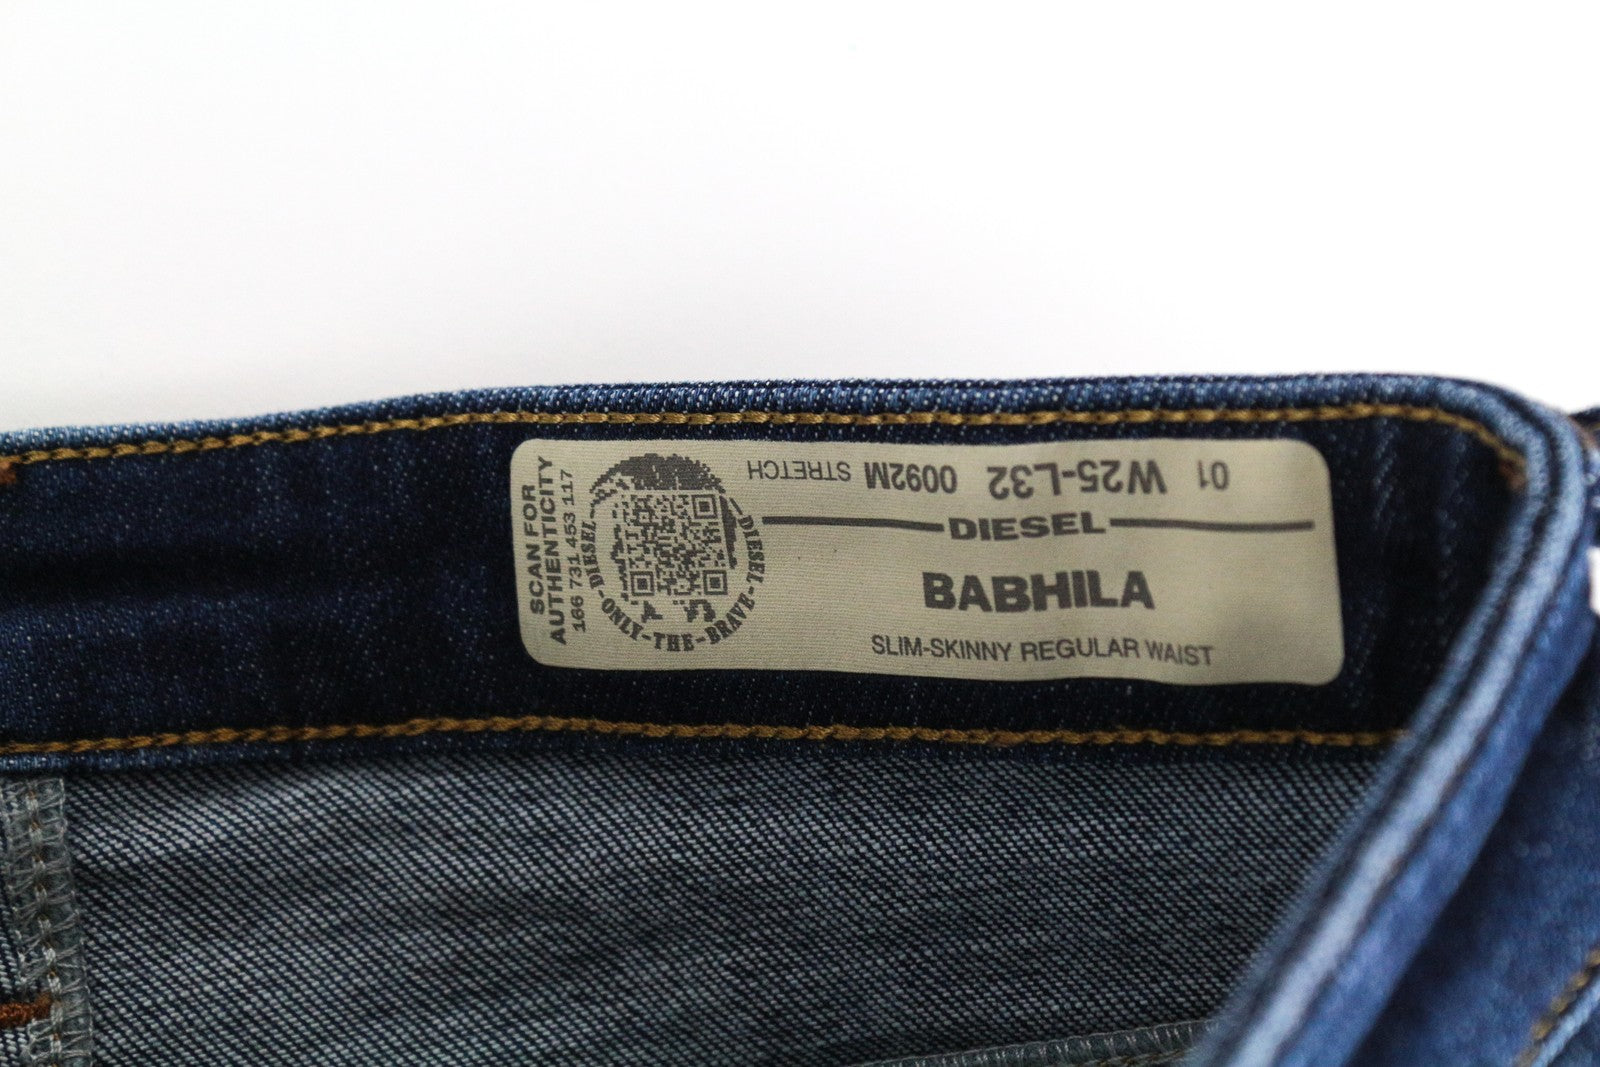 SCAN FOR
AUTHENTICITY
166 731 453 117
DIESEL-ONLY-THE-BRAVE-DIESEL
01 W25-L32 0092M STRETCH
DIESEL
BABHILA
SLIM-SKINNY REGULAR WAIST